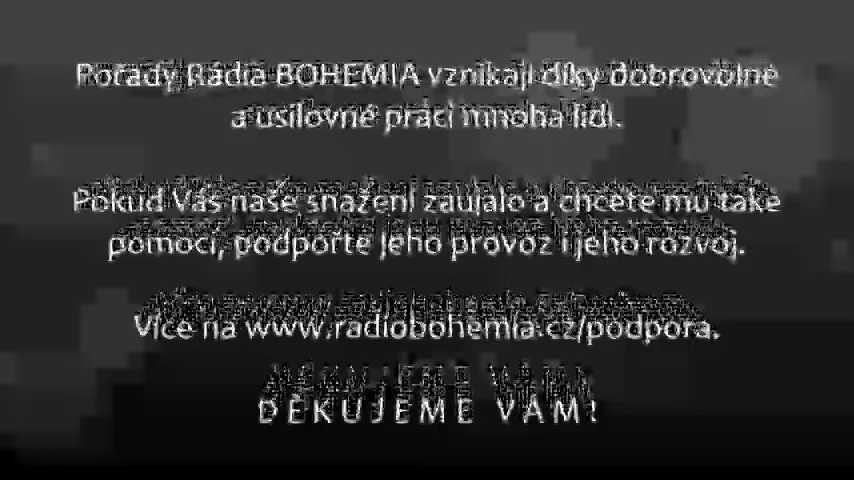 Pořady Rádia BOHEMIA vznikají díky dobrovolné
a usilovné práci mnoha lidí.
Pokud Vás naše snažení zaujalo a chcete mu také
pomoci, podpořte jeho provoz i jeho rozvoj.
Více na www.radiobohemia.cz/podpora.
DĚKUJEME VÁM!